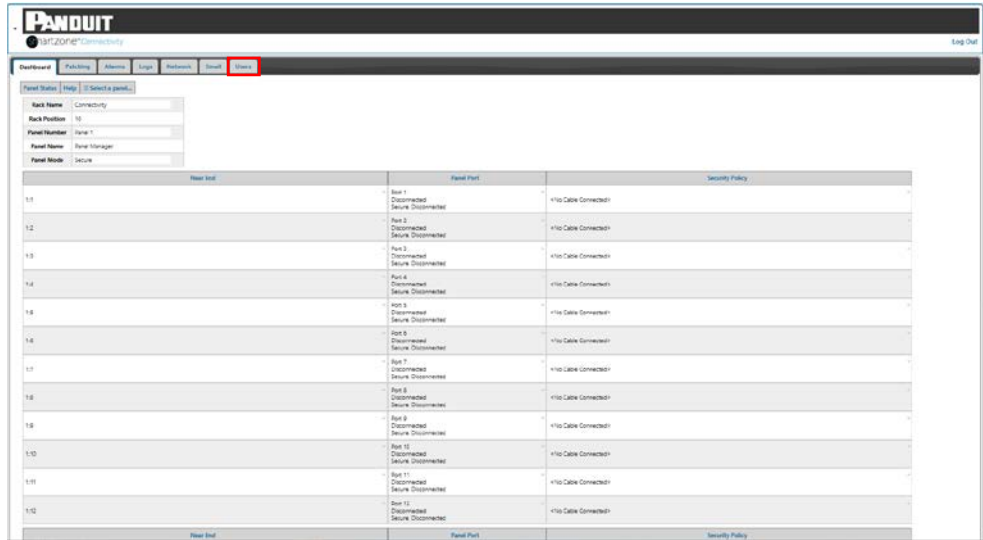 PANDUIT
Smartzone™ Connectivity
Log Out
Dashboard Patching Alarms Logs Network Email Users
Panel Status Help Select a panel...
Rack Name Connectivity
Rack Position 10
Panel Number Panel 1
Panel Name Panel Manager
Panel Mode Secure
Near End Panel Port Security Policy
Port 1
1:1 Disconnected <No Cable Connected>
Secure: Disconnected
Port 2
1:2 Disconnected <No Cable Connected>
Secure: Disconnected
Port 3
1:3 Disconnected <No Cable Connected>
Secure: Disconnected
Port 4
1:4 Disconnected <No Cable Connected>
Secure: Disconnected
Port 5
1:5 Disconnected <No Cable Connected>
Secure: Disconnected
Port 6
1:6 Disconnected <No Cable Connected>
Secure: Disconnected
Port 7
1:7 Disconnected <No Cable Connected>
Secure: Disconnected
Port 8
1:8 Disconnected <No Cable Connected>
Secure: Disconnected
Port 9
1:9 Disconnected <No Cable Connected>
Secure: Disconnected
Port 10
1:10 Disconnected <No Cable Connected>
Secure: Disconnected
Port 11
1:11 Disconnected <No Cable Connected>
Secure: Disconnected
Port 12
1:12 Disconnected <No Cable Connected>
Secure: Disconnected
Near End Panel Port Security Policy